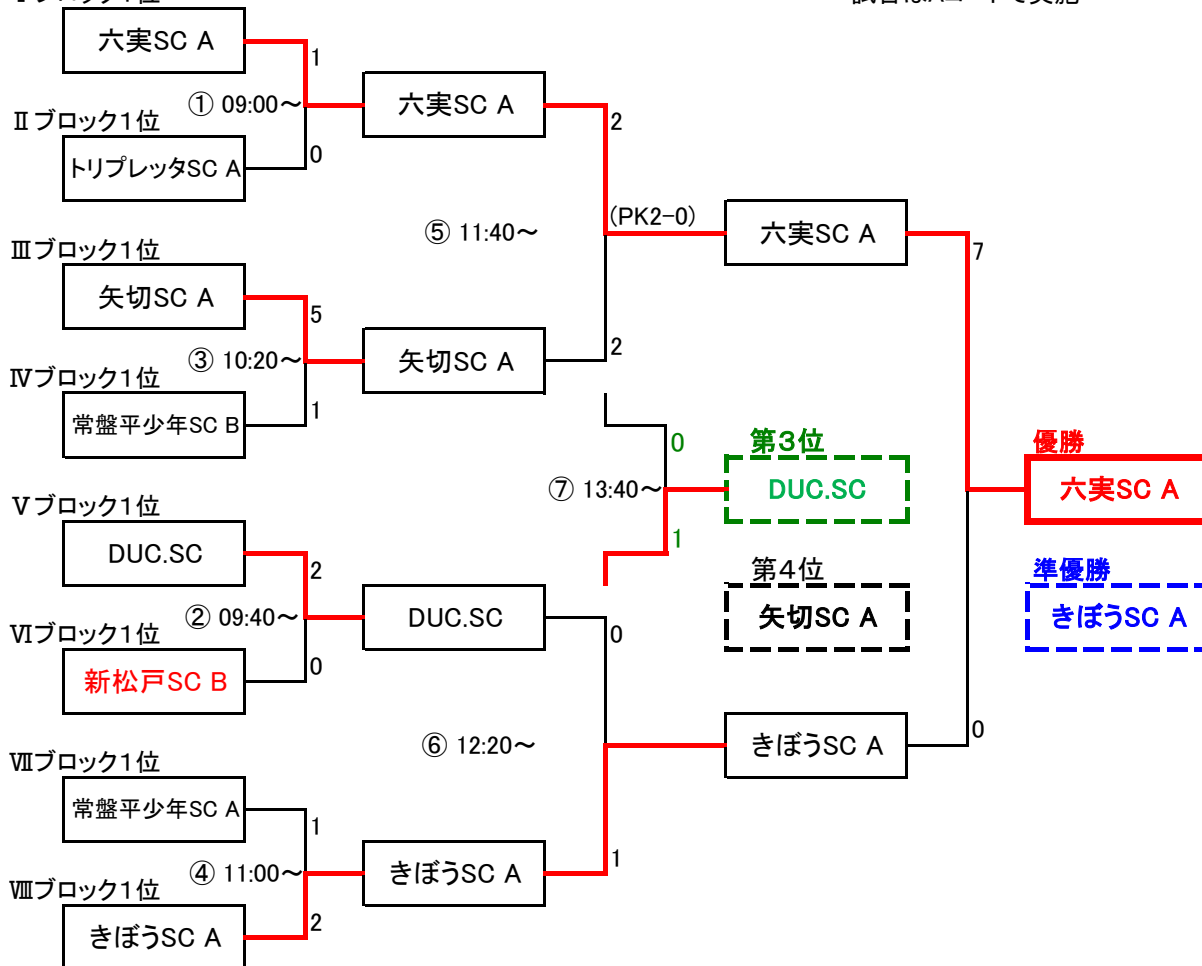 六実SC A
1
① 09:00～
六実SC A
2
Ⅱブロック1位
トリプレッタSC A
0
(PK2-0)
⑤ 11:40～
六実SC A
7
Ⅲブロック1位
矢切SC A
5
③ 10:20～
矢切SC A
2
Ⅳブロック1位
常盤平少年SC B
1
0
第3位
優勝
⑦ 13:40～
DUC.SC
六実SC A
Ⅴブロック1位
DUC.SC
1
2
第4位
準優勝
② 09:40～
DUC.SC
矢切SC A
きぼうSC A
0
Ⅵブロック1位
新松戸SC B
0
⑥ 12:20～
きぼうSC A
0
Ⅶブロック1位
常盤平少年SC A
1
④ 11:00～
きぼうSC A
1
Ⅷブロック1位
きぼうSC A
2